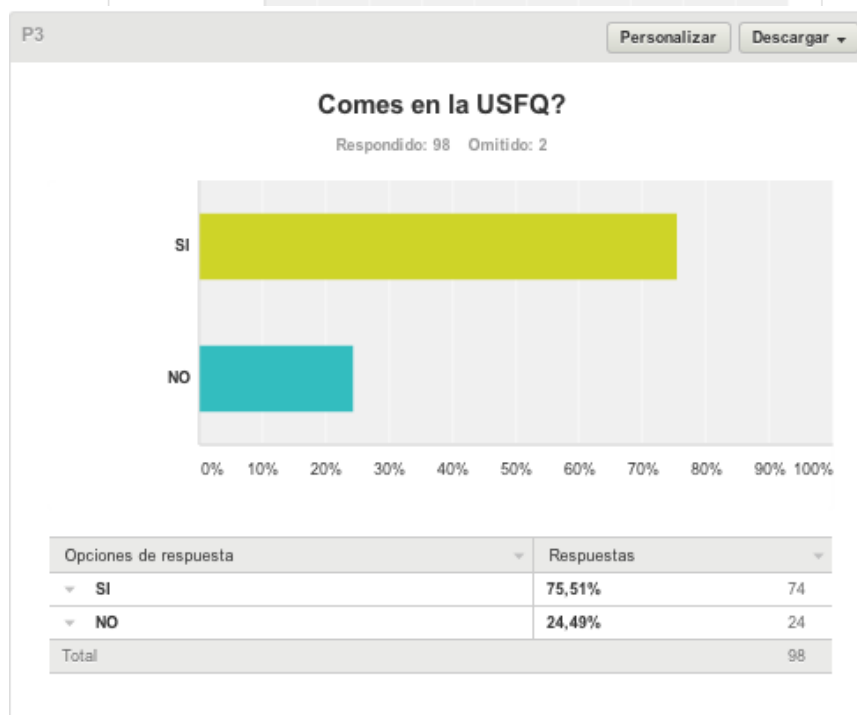 P3 Personalizar Descargar
Comes en la USFQ?
Respondido: 98 Omitido: 2
SI
NO
0% 10% 20% 30% 40% 50% 60% 70% 80% 90% 100%
Opciones de respuesta Respuestas
SI 75,51% 74
NO 24,49% 24
Total 98